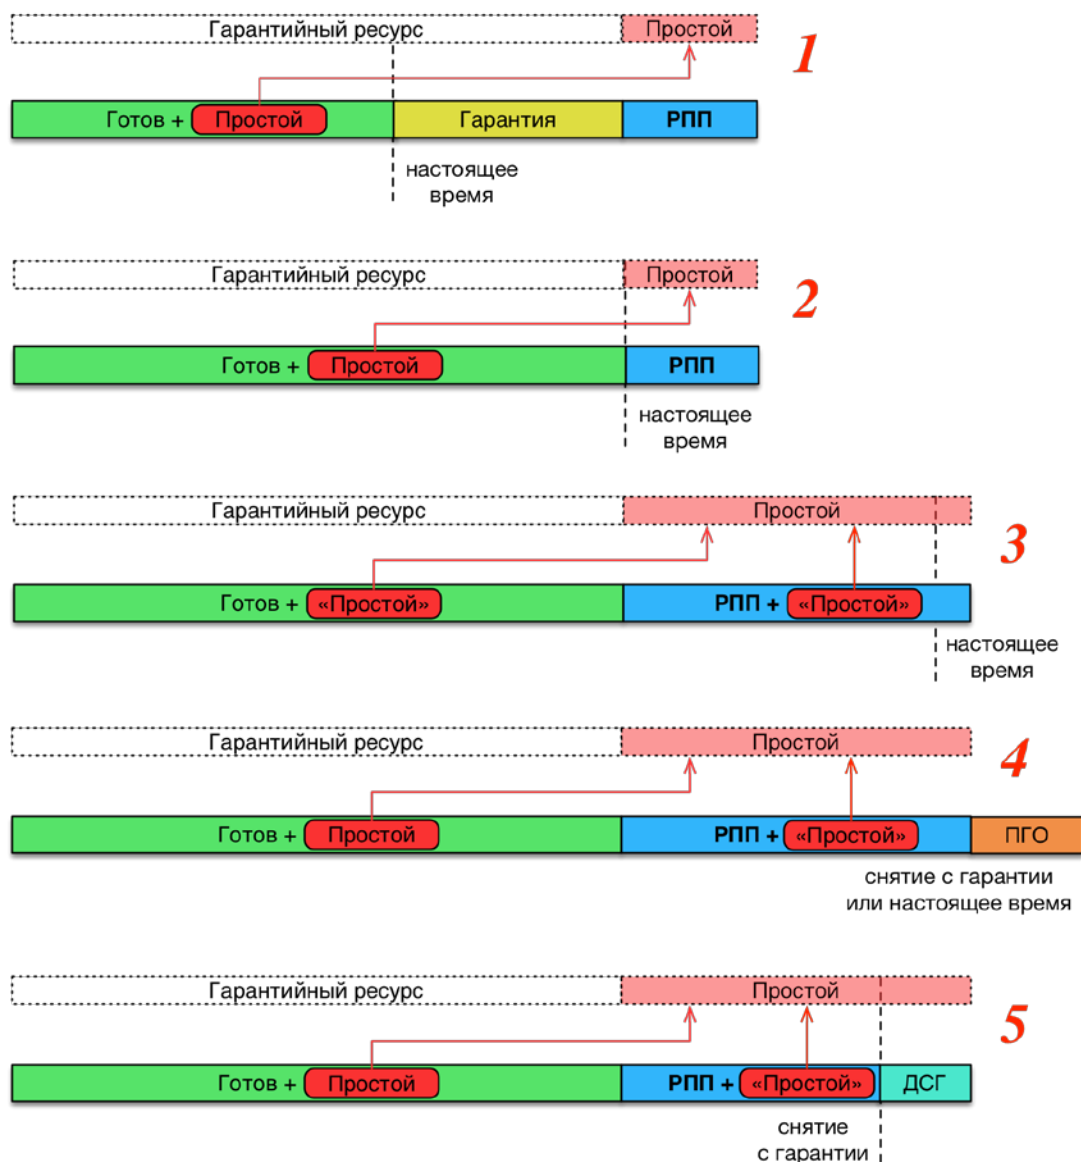 Гарантийный ресурс
Простой
1
Готов + Простой
Гарантия
РПП
настоящее
время
Гарантийный ресурс
Простой
2
Готов + Простой
РПП
настоящее
время
Гарантийный ресурс
Простой
3
Готов + «Простой»
РПП + «Простой»
настоящее
время
Гарантийный ресурс
Простой
4
Готов + Простой
РПП + «Простой»
ПГО
снятие с гарантии
или настоящее время
Гарантийный ресурс
Простой
5
Готов + Простой
РПП + «Простой»
ДСГ
снятие
с гарантии